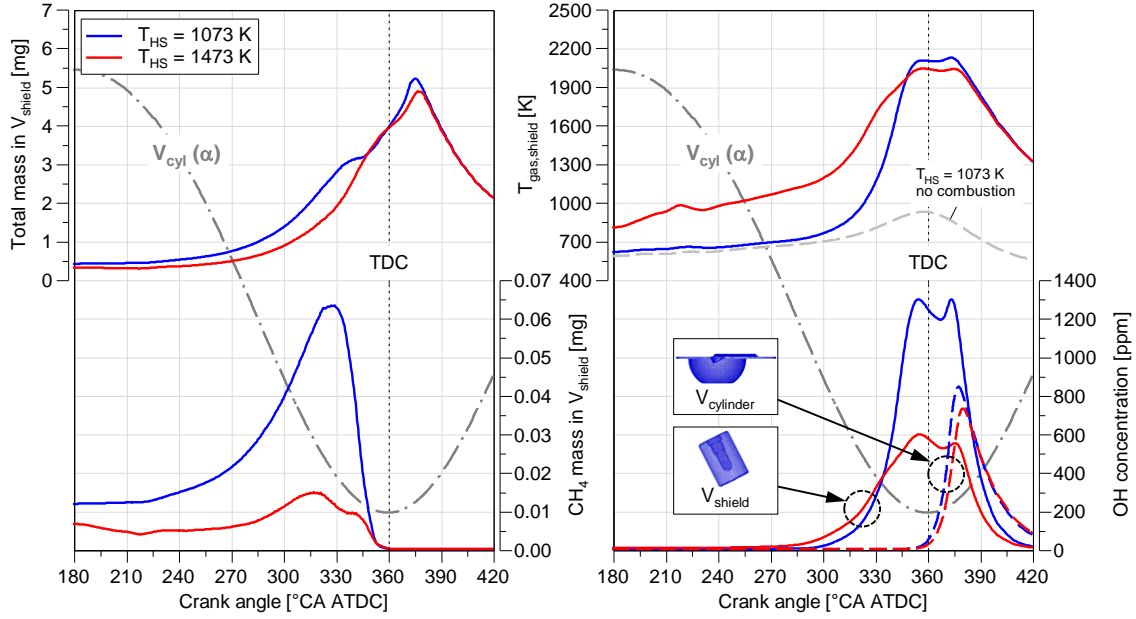 Total mass in V_shield [mg]
7
6
5
4
3
2
1
0
T_HS = 1073 K
T_HS = 1473 K
V_cyl (α)
TDC
0.07
0.06
0.05
0.04
0.03
0.02
0.01
0.00
CH_4 mass in V_shield [mg]
180 210 240 270 300 330 360 390 420
Crank angle [°CA ATDC]
T_gas,shield [K]
2500
2200
1900
1600
1300
1000
700
400
V_cyl (α)
T_HS = 1073 K
no combustion
TDC
V_cylinder
V_shield
1400
1200
1000
800
600
400
200
0
OH concentration [ppm]
180 210 240 270 300 330 360 390 420
Crank angle [°CA ATDC]